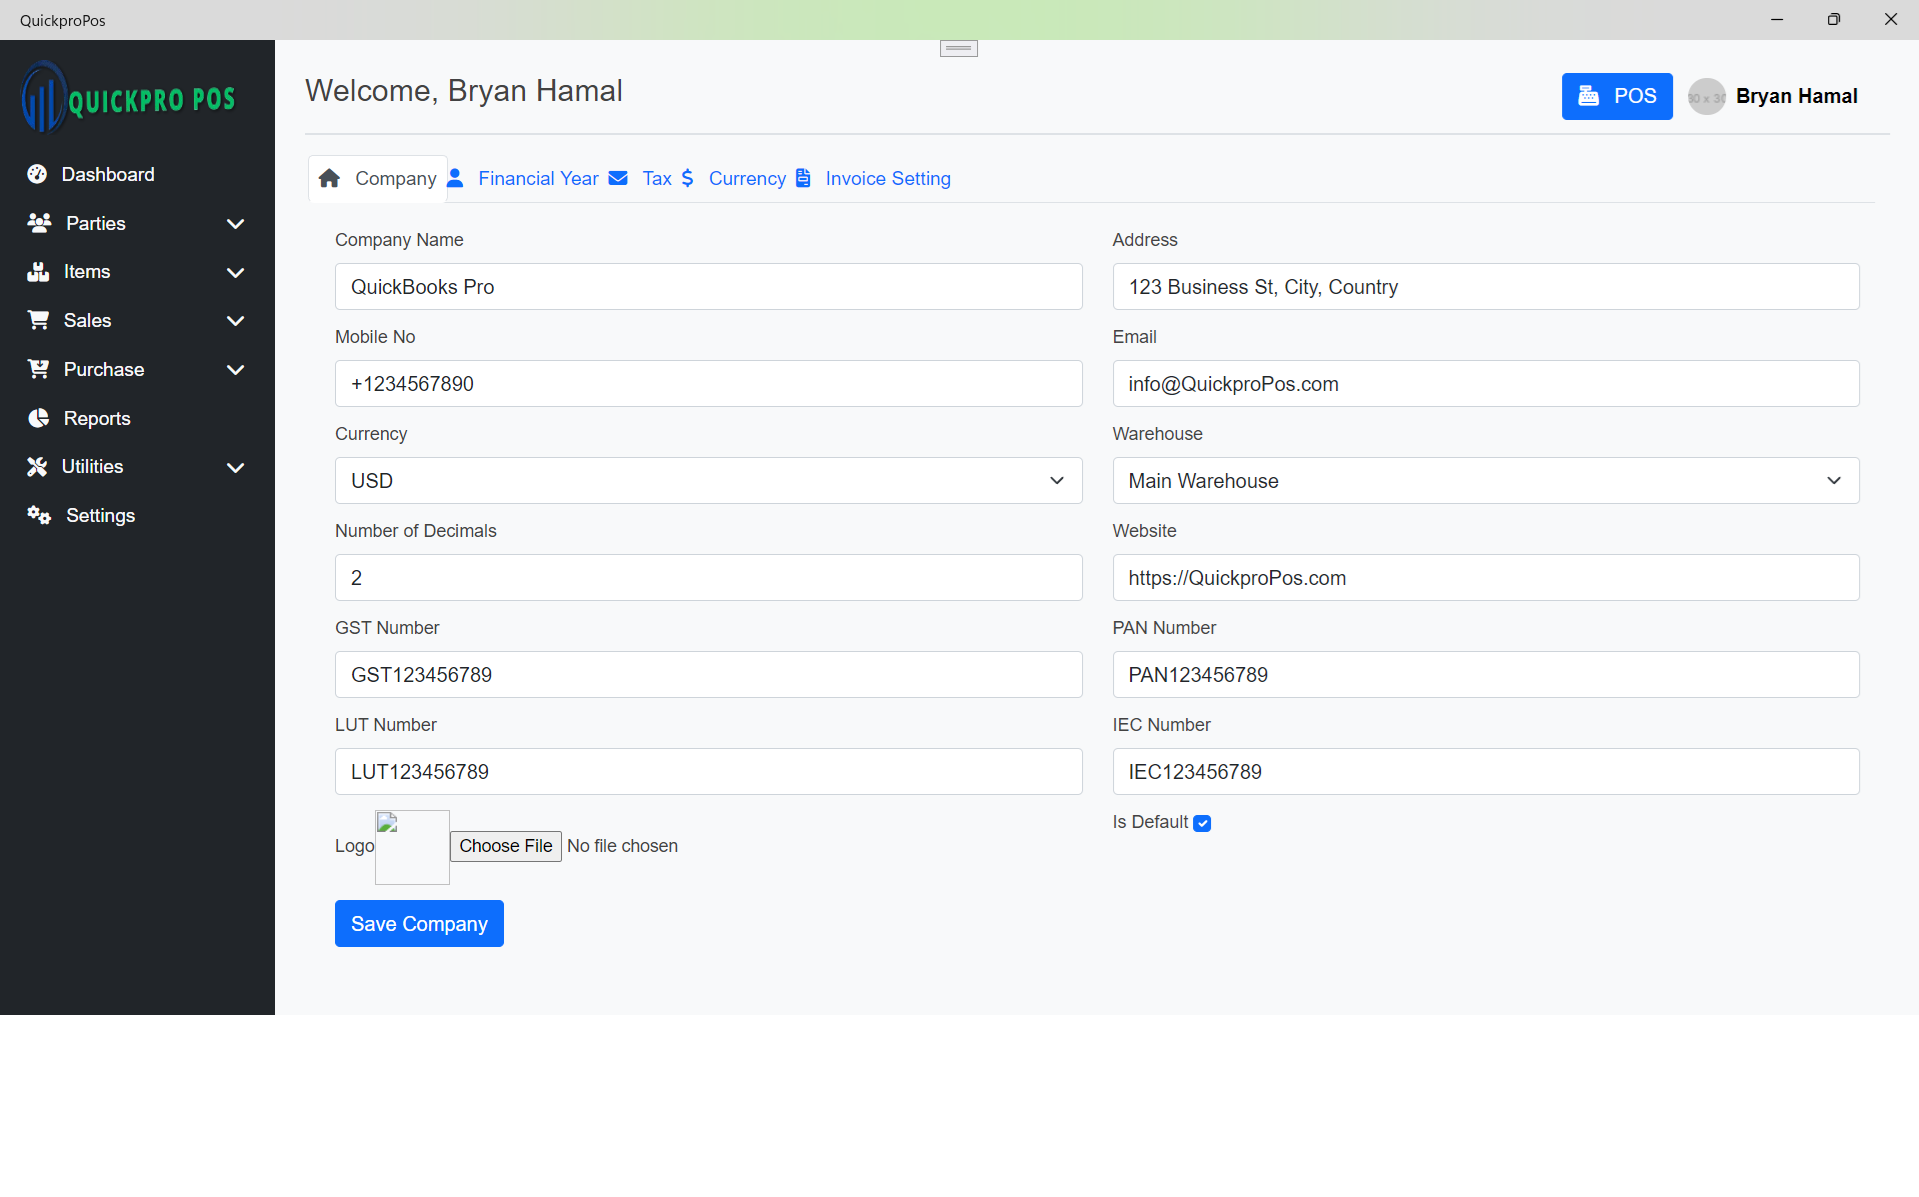 QuickproPos
QUICKPRO POS
Welcome, Bryan Hamal
POS
30 x 30
Bryan Hamal
Dashboard
Parties
Items
Sales
Purchase
Reports
Utilities
Settings
Company
Financial Year
Tax
Currency
Invoice Setting
Company Name
Address
QuickBooks Pro
123 Business St, City, Country
Mobile No
Email
+1234567890
info@QuickproPos.com
Currency
Warehouse
USD
Main Warehouse
Number of Decimals
Website
2
https://QuickproPos.com
GST Number
PAN Number
GST123456789
PAN123456789
LUT Number
IEC Number
LUT123456789
IEC123456789
Is Default
Logo
Choose File
No file chosen
Save Company